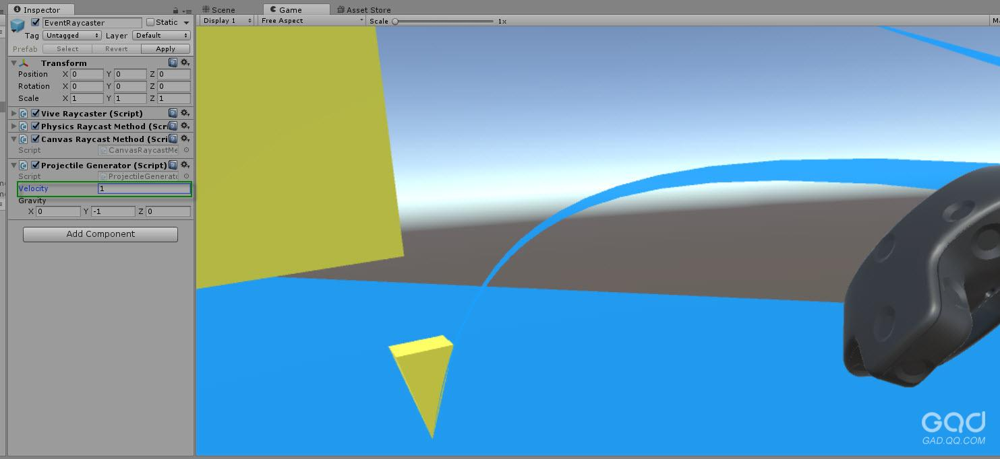 Inspector
Scene
Game
Asset Store
EventRaycaster
Static
Display 1
Free Aspect
Scale
1x
Tag Untagged Layer Default
Prefab Select Revert Apply
Transform
Position X 0 Y 0 Z 0
Rotation X 0 Y 0 Z 0
Scale X 1 Y 1 Z 1
Vive Raycaster (Script)
Physics Raycast Method (Scri
Canvas Raycast Method (Scri
Script CanvasRaycastMe
Projectile Generator (Script)
Script ProjectileGenerato
Velocity 1
Gravity
X 0 Y -1 Z 0
Add Component
GAD
GAD.QQ.COM